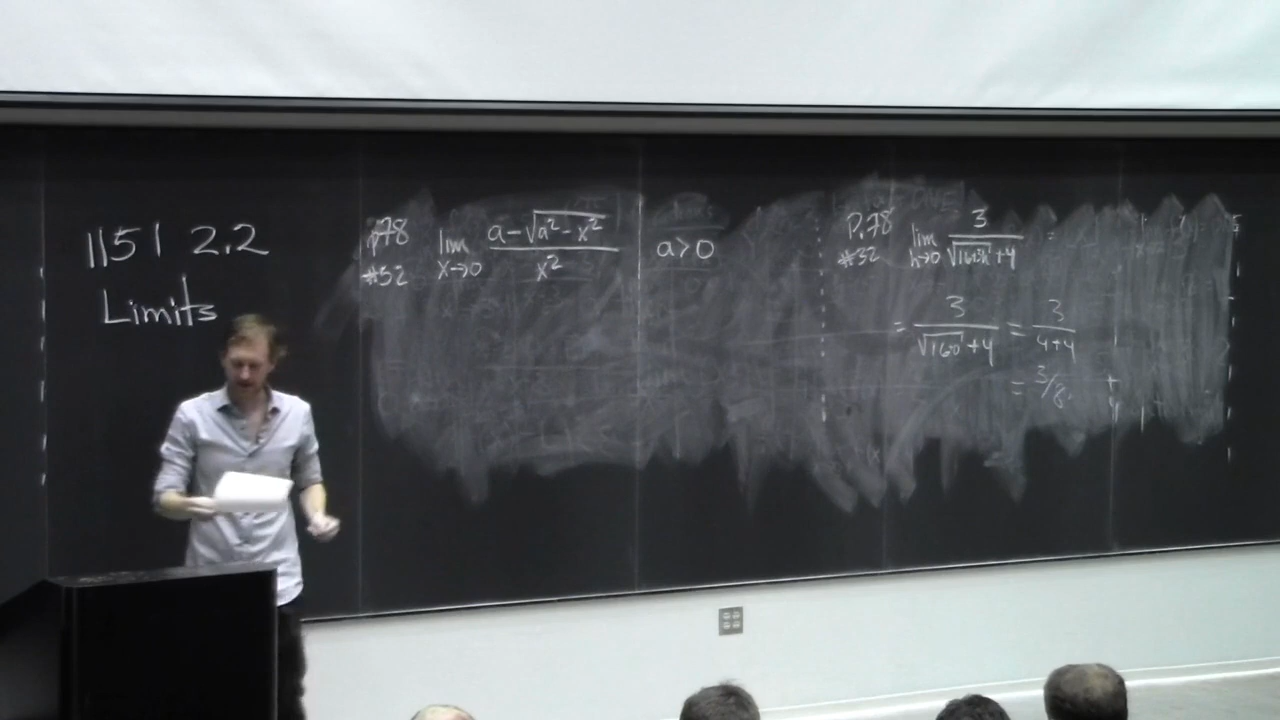 1151 2.2
Limits
p78
#52
lim x→0 (a-√(a²-x²))/x² a>0
P.78
#32
lim h→0 3/(√(16+3h)+4) =
= 3/(√(16+0)+4) = 3/(4+4)
= 3/8.